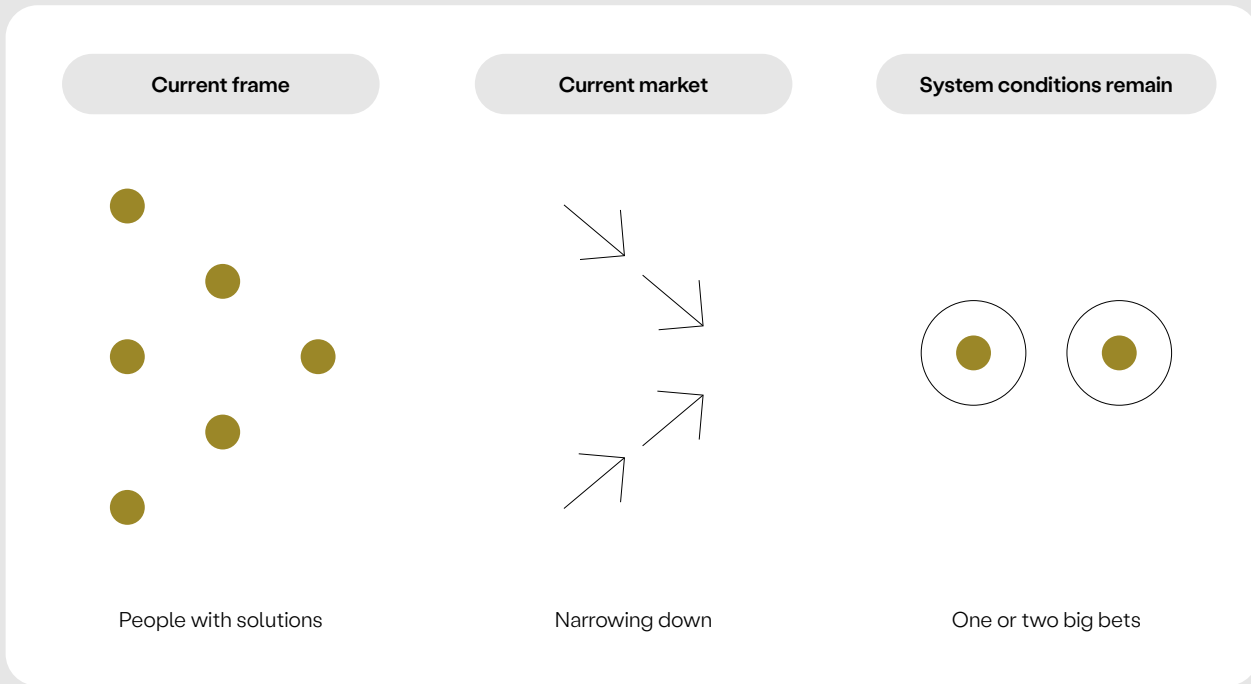 Current frame
Current market
System conditions remain
People with solutions
Narrowing down
One or two big bets